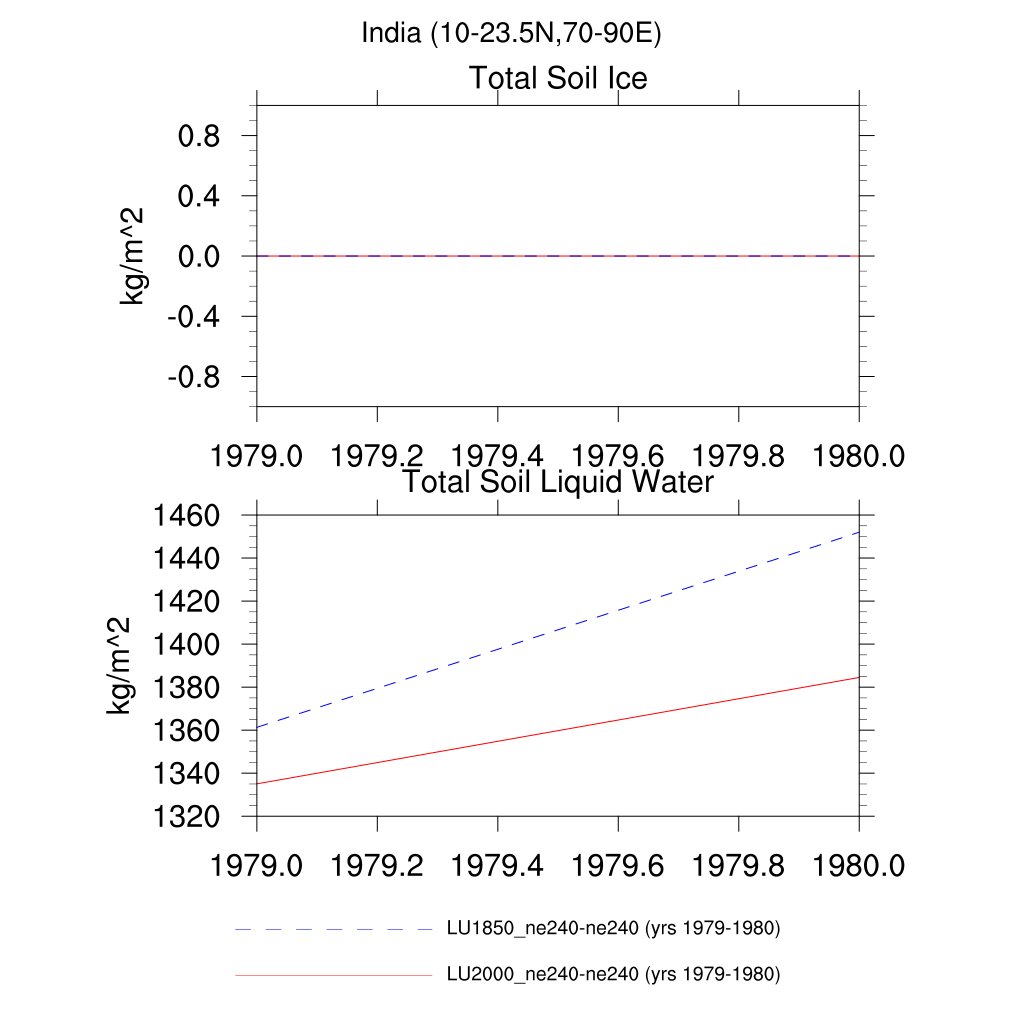 India (10-23.5N,70-90E)
Total Soil Ice
kg/m^2
0.8
0.4
0.0
-0.4
-0.8
1979.0 1979.2 1979.4 1979.6 1979.8 1980.0
Total Soil Liquid Water
kg/m^2
1460
1440
1420
1400
1380
1360
1340
1320
1979.0 1979.2 1979.4 1979.6 1979.8 1980.0
LU1850_ne240-ne240 (yrs 1979-1980)
LU2000_ne240-ne240 (yrs 1979-1980)